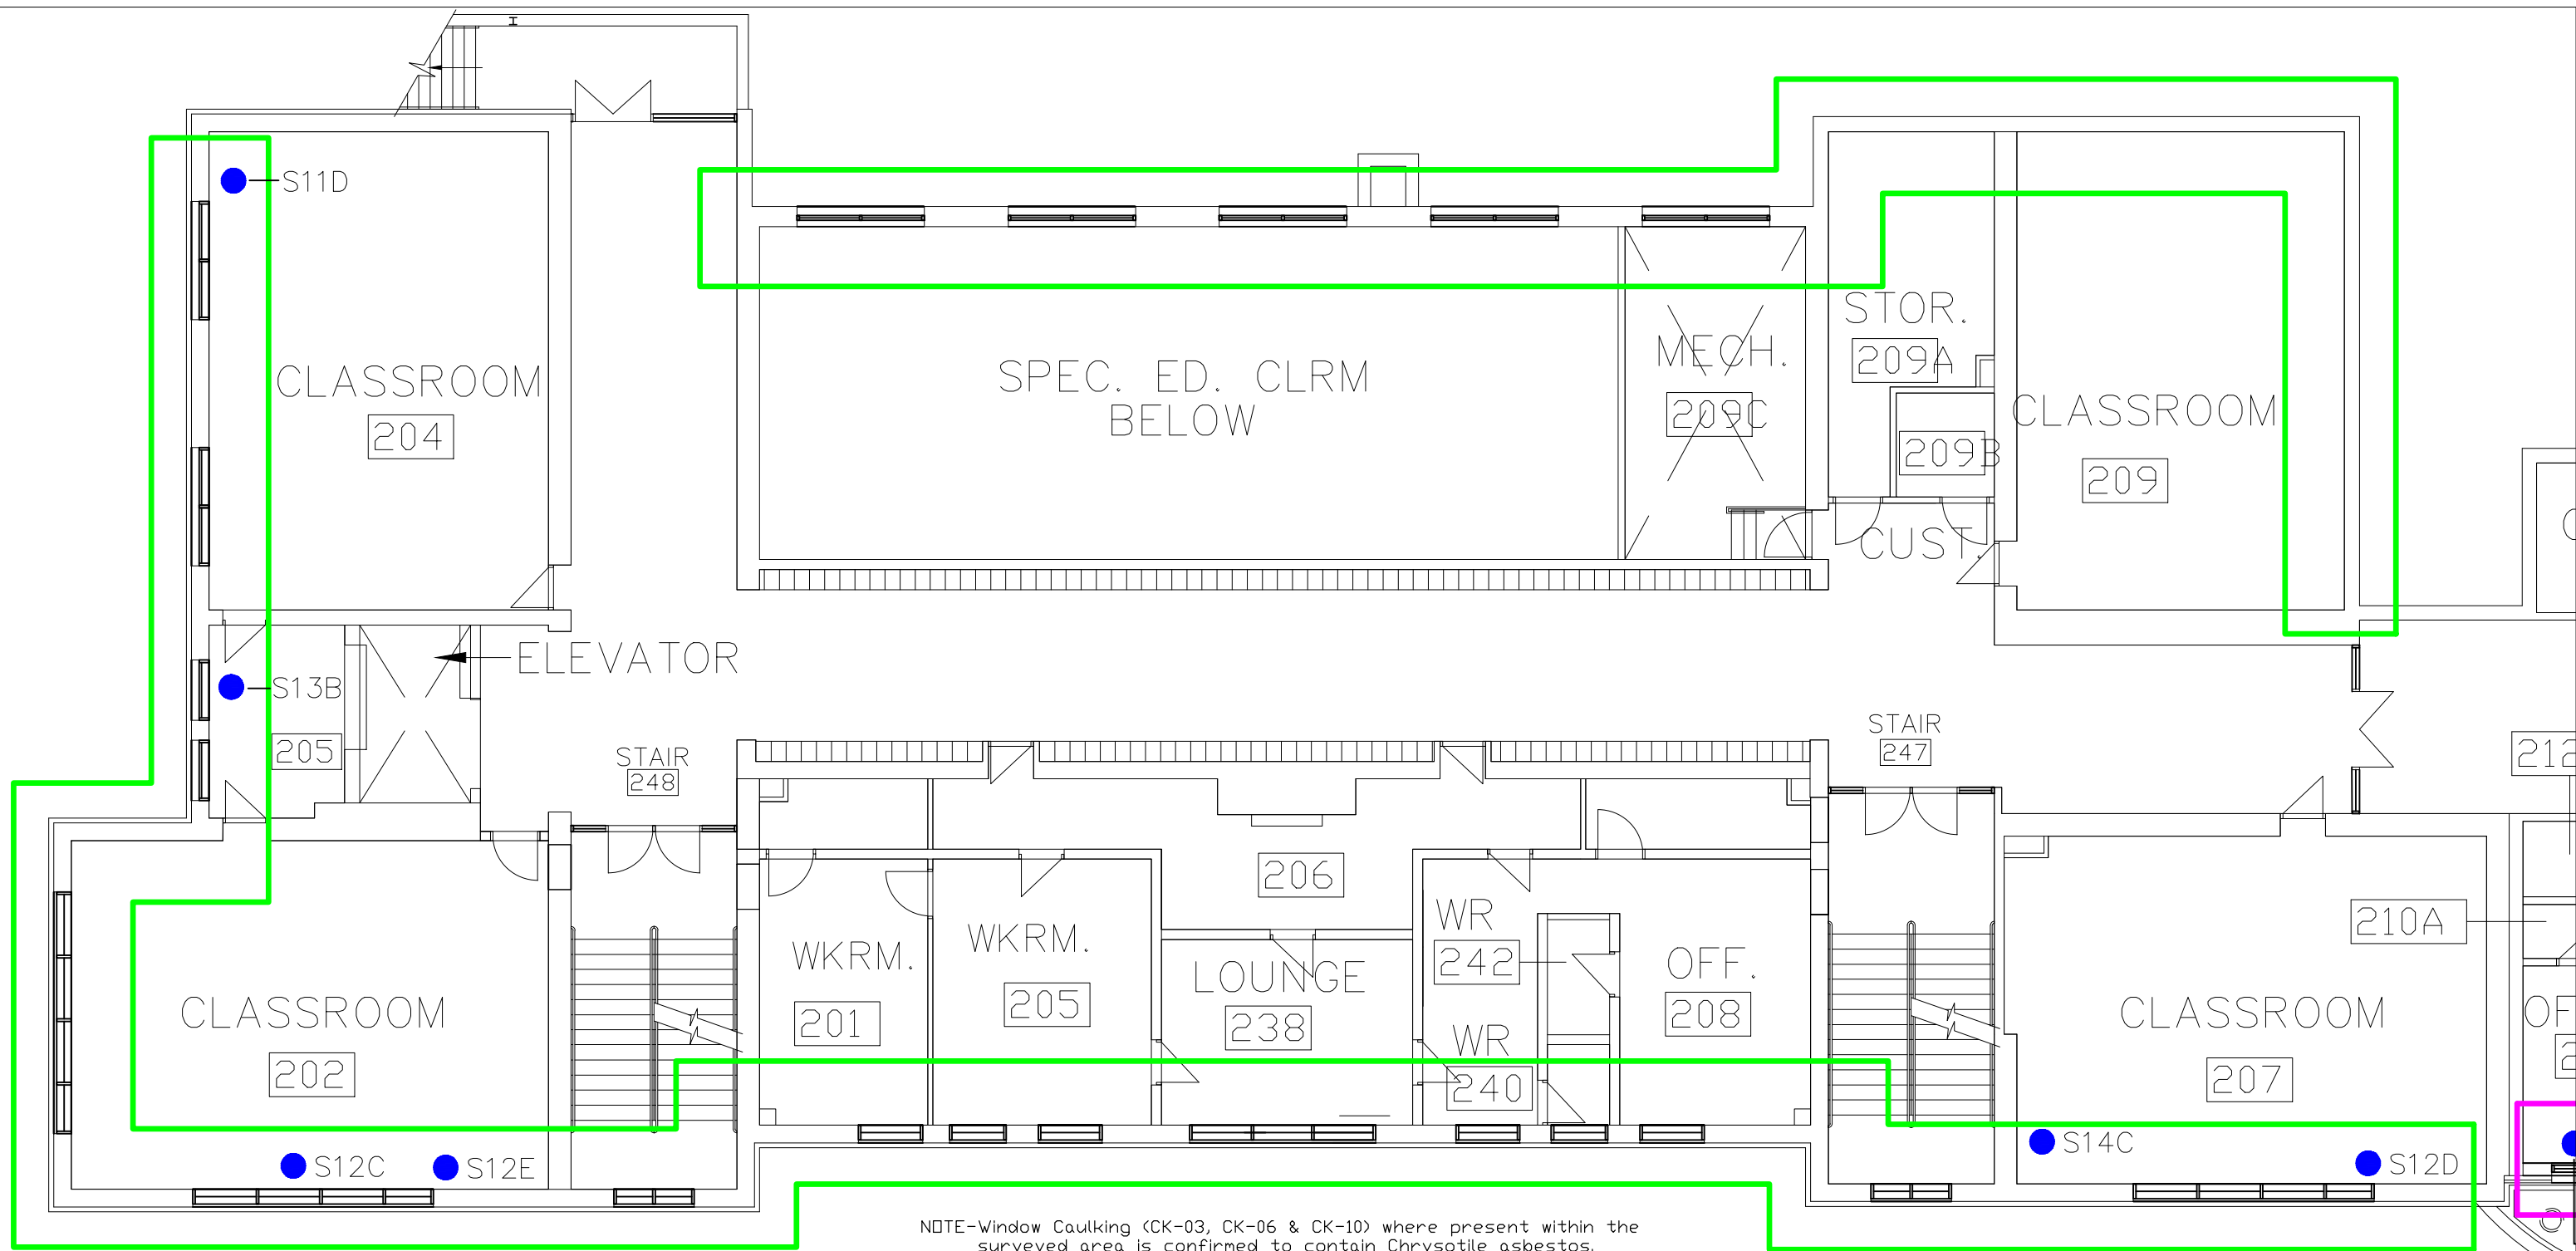 S11D
CLASSROOM
204
SPEC. ED. CLRM
BELOW
MECH.
209C
STOR.
209A
209B
CUST.
CLASSROOM
209
ELEVATOR
S13B
205
STAIR
248
STAIR
247
212
206
210A
WKRM.
201
WKRM.
205
LOUNGE
238
WR
242
WR
240
OFF.
208
CLASSROOM
202
CLASSROOM
207
S12C
S12E
S14C
S12D
NOTE-Window Caulking (CK-03, CK-06 & CK-10) where present within the
surveyed area is confirmed to contain Chrysotile asbestos.